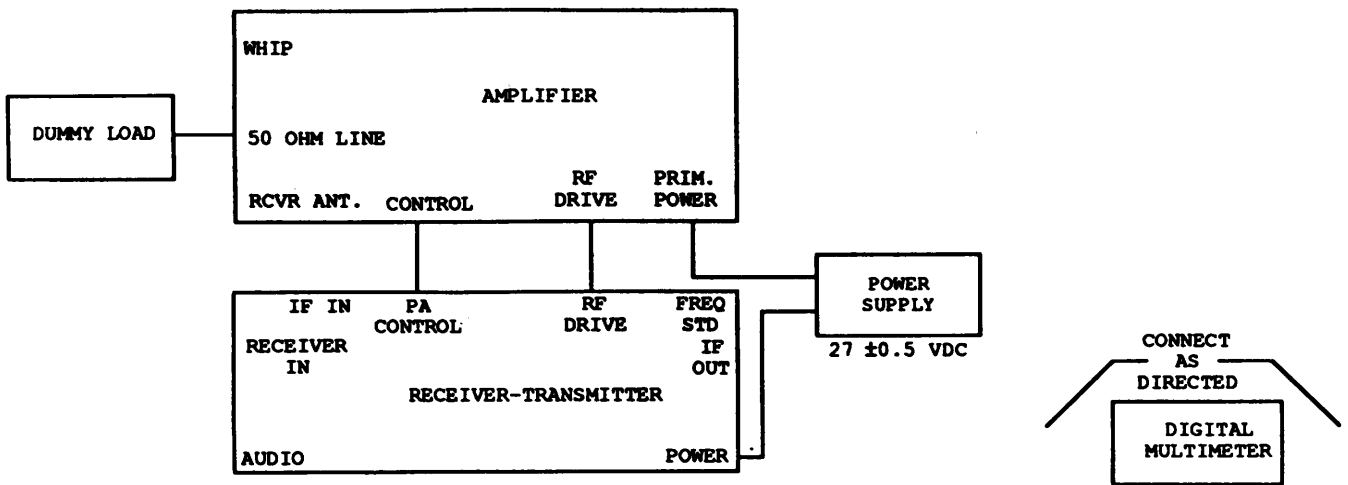 WHIP
AMPLIFIER
DUMMY LOAD
50 OHM LINE
RCVR ANT.
CONTROL
RF
DRIVE
PRIM.
POWER
IF IN
PA
CONTROL
RF
DRIVE
FREQ
STD
IF
OUT
RECEIVER
IN
RECEIVER-TRANSMITTER
AUDIO
POWER
POWER
SUPPLY
27 ±0.5 VDC
CONNECT
AS
DIRECTED
DIGITAL
MULTIMETER